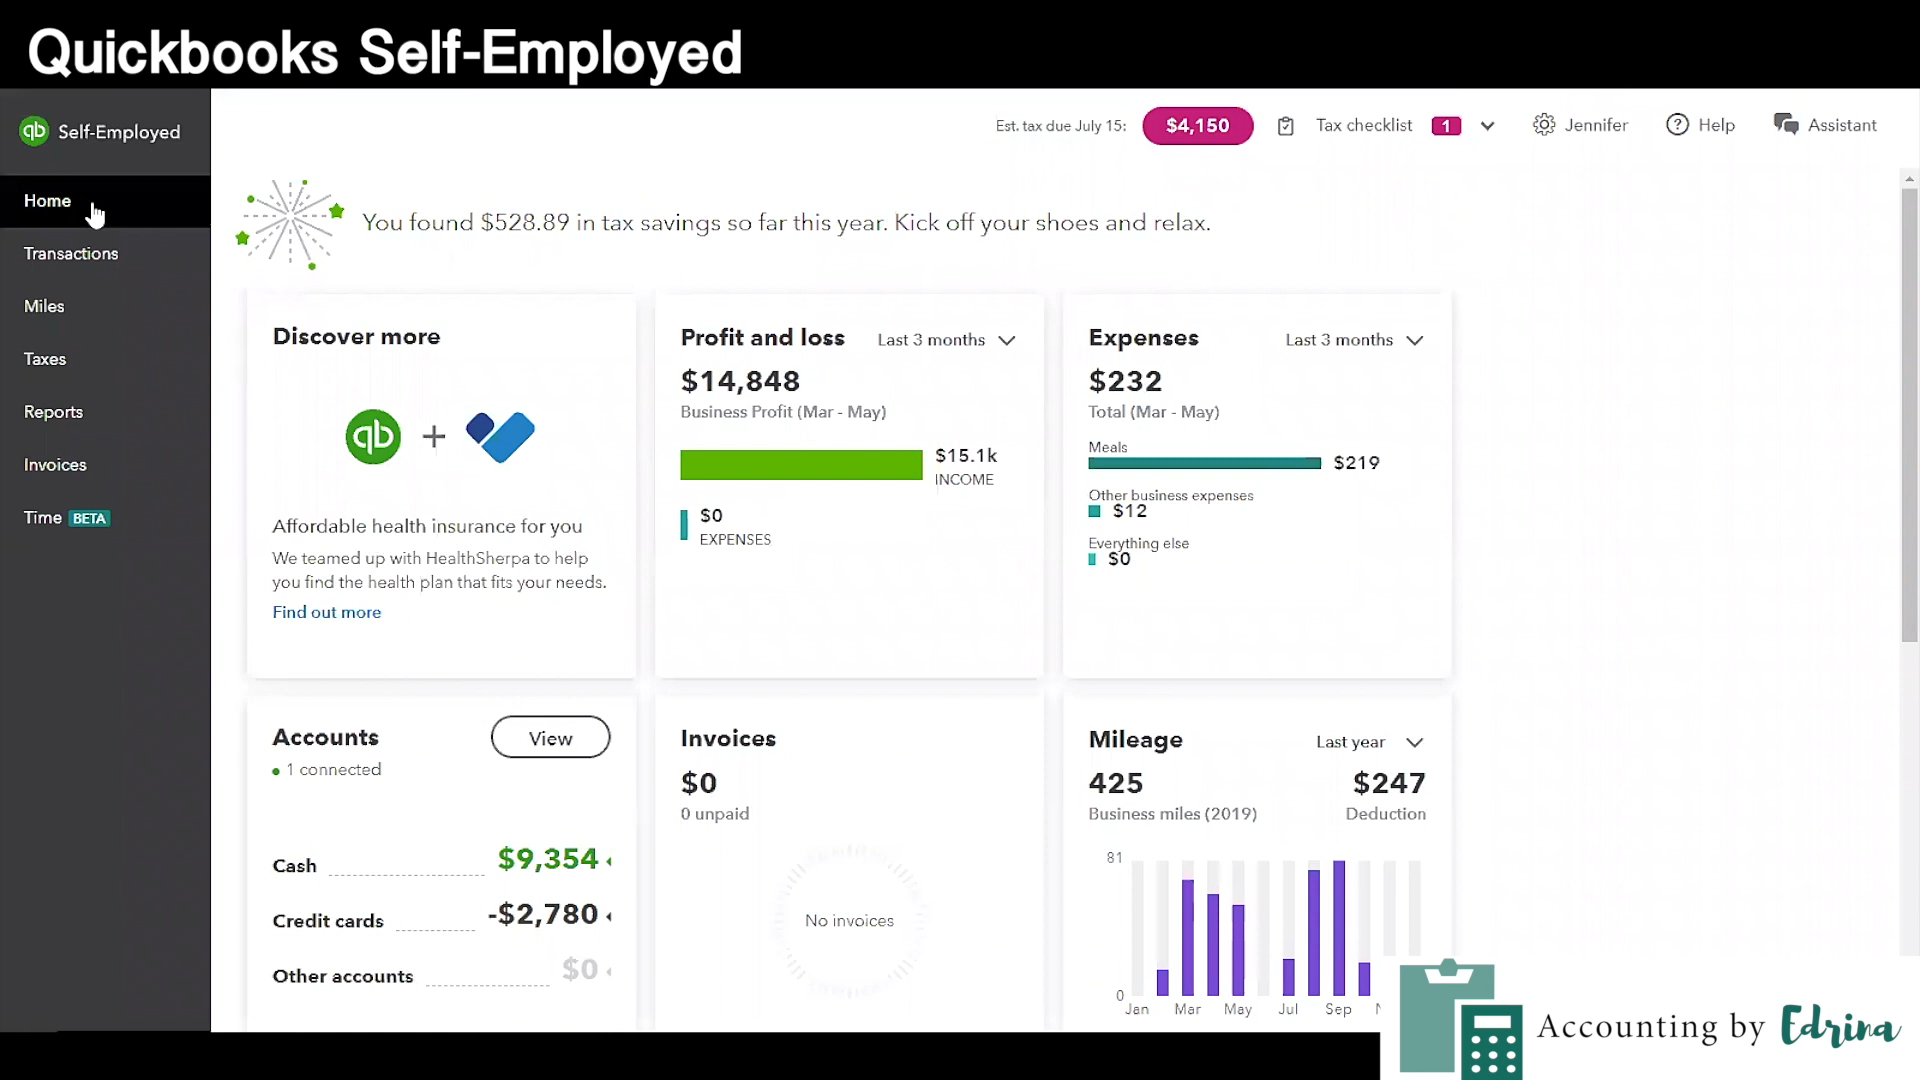 Quickbooks Self-Employed
qb Self-Employed
Est. tax due July 15: $4,150 Tax checklist 1 Jennifer Help Assistant
Home
Transactions
Miles
Taxes
Reports
Invoices
Time BETA
You found $528.89 in tax savings so far this year. Kick off your shoes and relax.
Discover more
qb +
Affordable health insurance for you
We teamed up with HealthSherpa to help
you find the health plan that fits your needs.
Find out more
Profit and loss Last 3 months
$14,848
Business Profit (Mar - May)
$15.1k
INCOME
$0
EXPENSES
Expenses Last 3 months
$232
Total (Mar - May)
Meals
$219
Other business expenses
$12
Everything else
$0
Accounts View
1 connected
Cash $9,354
Credit cards -$2,780
Other accounts $0
Invoices
$0
0 unpaid
No invoices
Mileage Last year
425 $247
Business miles (2019) Deduction
81
0
Jan Mar May Jul Sep
Accounting by Edrina